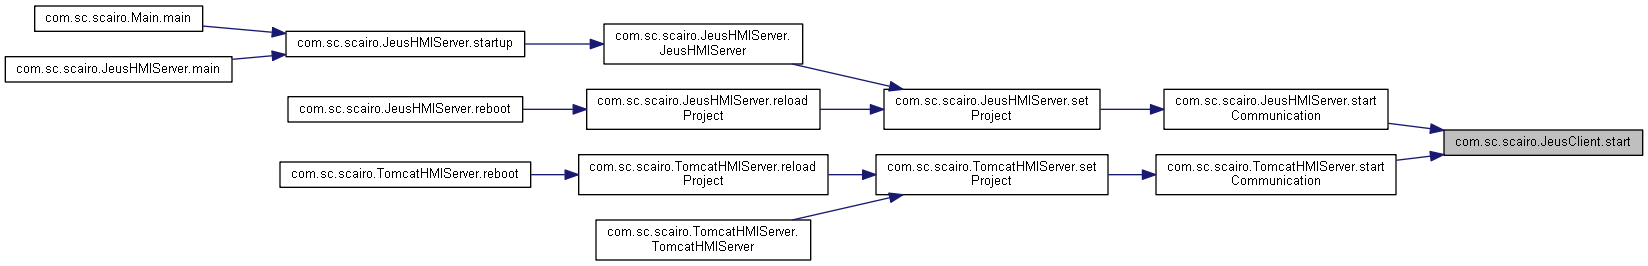 com.sc.scairo.Main.main
com.sc.scairo.JeusHMIServer.main
com.sc.scairo.JeusHMIServer.startup
com.sc.scairo.JeusHMIServer.
JeusHMIServer
com.sc.scairo.JeusHMIServer.reboot
com.sc.scairo.JeusHMIServer.reload
Project
com.sc.scairo.JeusHMIServer.set
Project
com.sc.scairo.JeusHMIServer.start
Communication
com.sc.scairo.JeusClient.start
com.sc.scairo.TomcatHMIServer.reboot
com.sc.scairo.TomcatHMIServer.reload
Project
com.sc.scairo.TomcatHMIServer.set
Project
com.sc.scairo.TomcatHMIServer.start
Communication
com.sc.scairo.TomcatHMIServer.
TomcatHMIServer